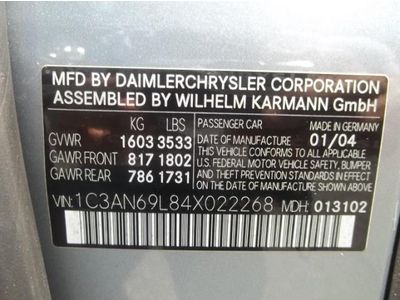 MFD BY DAIMLERCHRYSLER CORPORATION
ASSEMBLED BY WILHELM KARMANN GmbH
KG LBS
GVWR 1603 3533
GAWR FRONT 817 1802
GAWR REAR 786 1731
PASSENGER CAR MADE IN GERMANY
DATE OF MANUFACTURE 01/04
THIS VEHICLE CONFORMS TO ALL APPLICABLE
U.S. FEDERAL MOTOR VEHICLE SAFETY, BUMPER
AND THEFT PREVENTION STANDARDS IN EFFECT
ON THE DATE OF MANUFACTURE SHOWN ABOVE.
VIN: 1C3AN69L84X022268 MDH: 013102